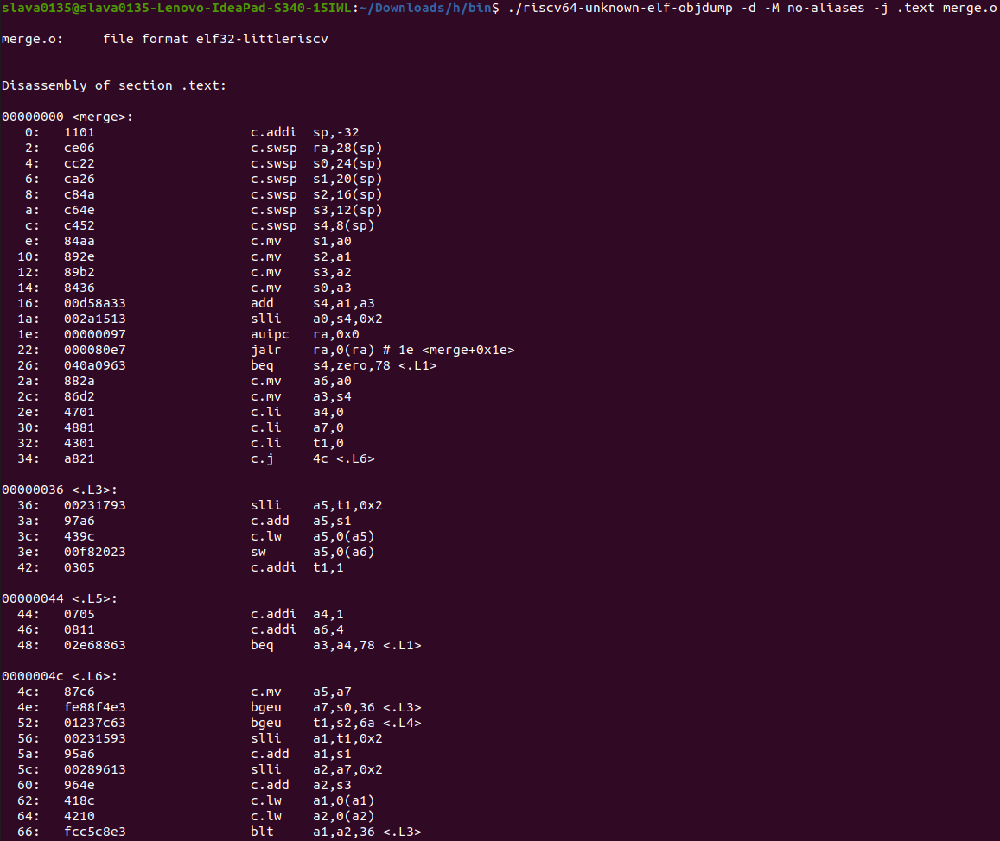 slava0135@slava0135-Lenovo-IdeaPad-S340-15IWL:~/Downloads/h/bin$ ./riscv64-unknown-elf-objdump -d -M no-aliases -j .text merge.o
merge.o:     file format elf32-littleriscv
Disassembly of section .text:
00000000 <merge>:
   0:	1101                	c.addi	sp,-32
   2:	ce06                	c.swsp	ra,28(sp)
   4:	cc22                	c.swsp	s0,24(sp)
   6:	ca26                	c.swsp	s1,20(sp)
   8:	c84a                	c.swsp	s2,16(sp)
   a:	c64e                	c.swsp	s3,12(sp)
   c:	c452                	c.swsp	s4,8(sp)
   e:	84aa                	c.mv	s1,a0
  10:	892e                	c.mv	s2,a1
  12:	89b2                	c.mv	s3,a2
  14:	8436                	c.mv	s0,a3
  16:	00d58a33          	add	s4,a1,a3
  1a:	002a1513          	slli	a0,s4,0x2
  1e:	00000097          	auipc	ra,0x0
  22:	000080e7          	jalr	ra,0(ra) # 1e <merge+0x1e>
  26:	040a0963          	beq	s4,zero,78 <.L1>
  2a:	882a                	c.mv	a6,a0
  2c:	86d2                	c.mv	a3,s4
  2e:	4701                	c.li	a4,0
  30:	4881                	c.li	a7,0
  32:	4301                	c.li	t1,0
  34:	a821                	c.j	4c <.L6>
00000036 <.L3>:
  36:	00231793          	slli	a5,t1,0x2
  3a:	97a6                	c.add	a5,s1
  3c:	439c                	c.lw	a5,0(a5)
  3e:	00f82023          	sw	a5,0(a6)
  42:	0305                	c.addi	t1,1
00000044 <.L5>:
  44:	0705                	c.addi	a4,1
  46:	0811                	c.addi	a6,4
  48:	02e68863          	beq	a3,a4,78 <.L1>
0000004c <.L6>:
  4c:	87c6                	c.mv	a5,a7
  4e:	fe88f4e3          	bgeu	a7,s0,36 <.L3>
  52:	01237c63          	bgeu	t1,s2,6a <.L4>
  56:	00231593          	slli	a1,t1,0x2
  5a:	95a6                	c.add	a1,s1
  5c:	00289613          	slli	a2,a7,0x2
  60:	964e                	c.add	a2,s3
  62:	418c                	c.lw	a1,0(a1)
  64:	4210                	c.lw	a2,0(a2)
  66:	fcc5c8e3          	blt	a1,a2,36 <.L3>